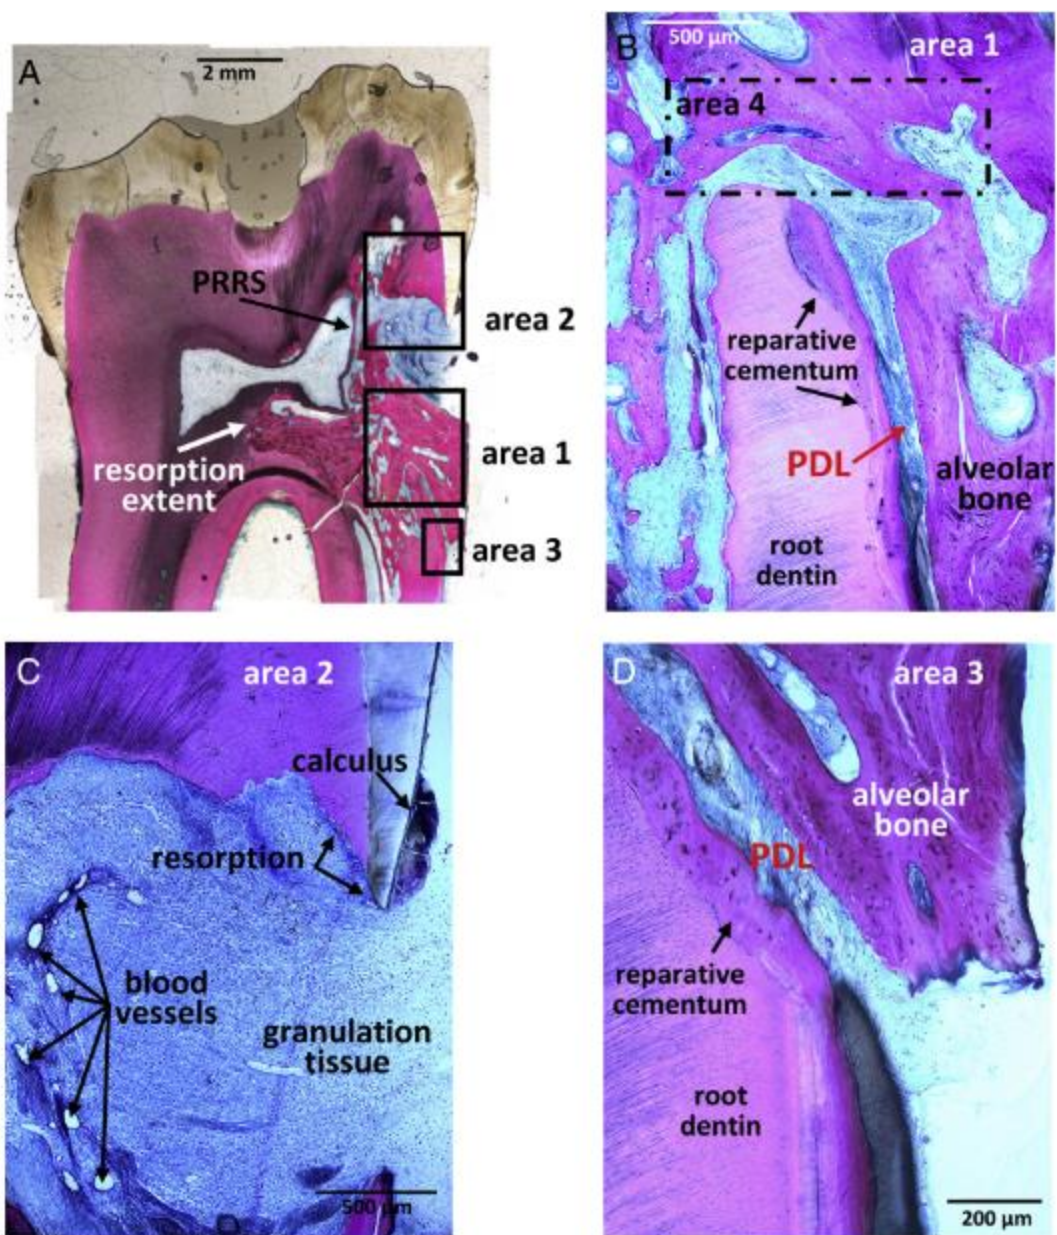 A
2 mm
PRRS
area 2
area 1
resorption
extent
area 3
B
500 µm
area 1
area 4
reparative
cementum
PDL
alveolar
bone
root
dentin
C
area 2
calculus
resorption
blood
vessels
granulation
tissue
500 µm
D
area 3
alveolar
bone
PDL
reparative
cementum
root
dentin
200 µm